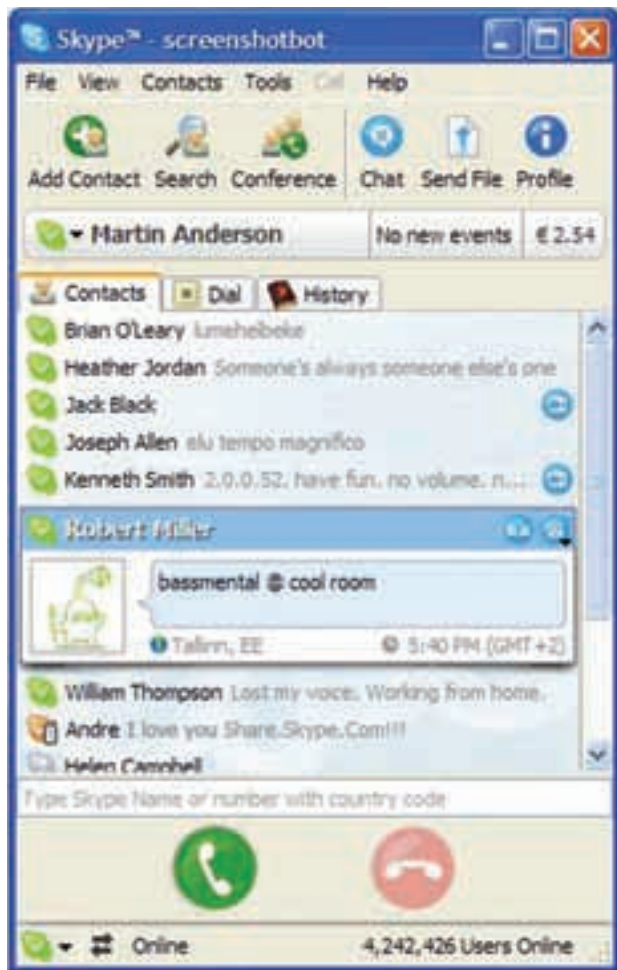 Skype™ - screenshotbot
File View Contacts Tools Call Help
Add Contact Search Conference Chat Send File Profile
Martin Anderson No new events € 2.54
Contacts Dial History
Brian O'Leary lumehelbeke
Heather Jordan Someone's always someone else's one
Jack Black
Joseph Allen elu tempo magnifico
Kenneth Smith 2.0.0.52. have fun. no volume. n...
Robert Miller
bassmental @ cool room
Tallinn, EE 5:40 PM (GMT +2)
William Thompson Lost my voice. Working from home.
Andre I love you Share.Skype.Com!!!
Helen Campbell
Type Skype Name or number with country code
Online 4,242,426 Users Online